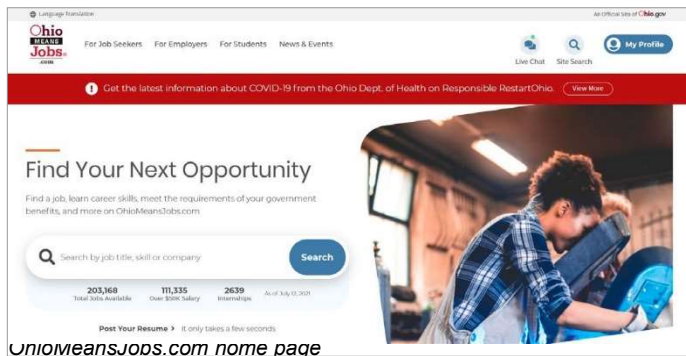 Language Translation
An Official Site of Ohio.gov
Ohio
MEANS
Jobs
.COM
For Job Seekers For Employers For Students News & Events
Live Chat Site Search My Profile
! Get the latest information about COVID-19 from the Ohio Dept. of Health on Responsible RestartOhio. View More
Find Your Next Opportunity
Find a job, learn career skills, meet the requirements of your government
benefits, and more on OhioMeansJobs.com
Search by job title, skill or company Search
203,168 111,335 2639 As of July 12, 2021
Total Jobs Available Over $50K Salary Internships
Post Your Resume > It only takes a few seconds
OhioMeansJobs.com home page